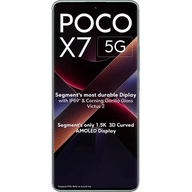 POCO
X7 5G
Segment's most durable Diplay
with IP69* & Corning Gorilla Glass
Victus 2
Segment's only 1.5K 3D Curved
AMOLED Display